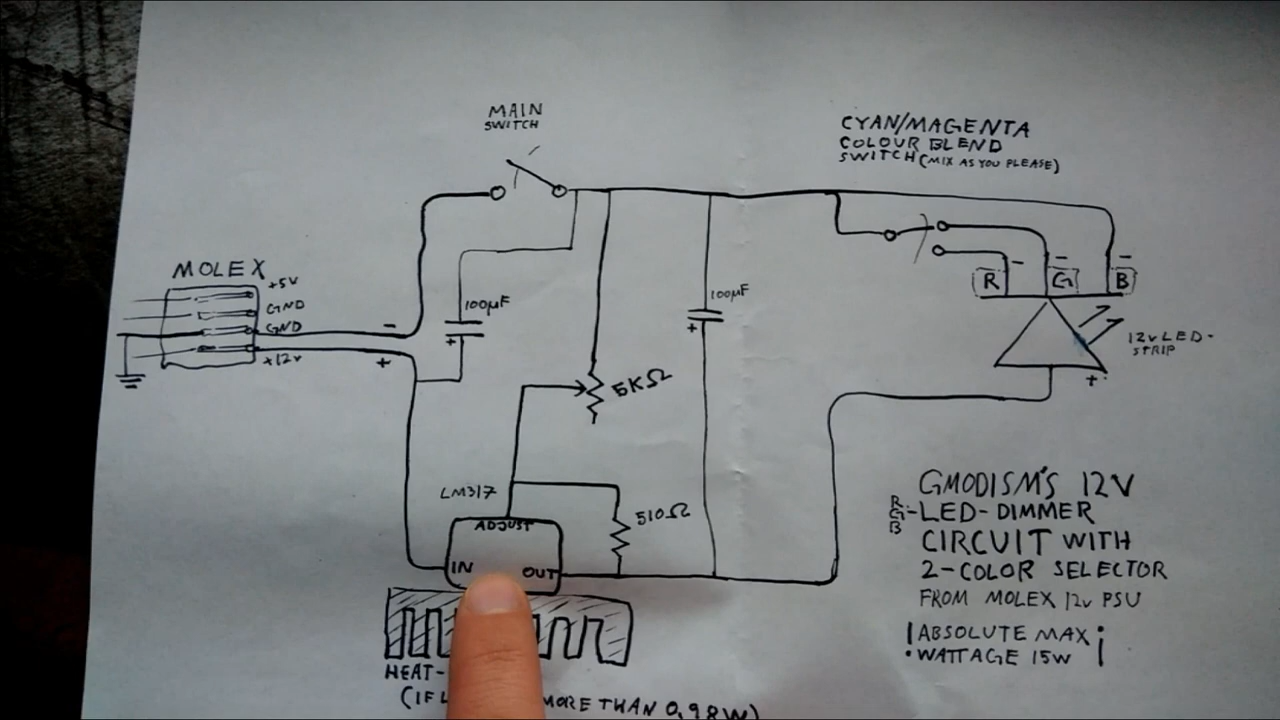 MAIN
SWITCH
CYAN/MAGENTA
COLOUR BLEND
SWITCH (MIX AS YOU PLEASE)
MOLEX
+5V
GND
GND
+12V
-
+
100µF
+
100µF
+
5KΩ
- - -
R G B
12V LED-
STRIP
+
LM317
ADJUST
IN OUT
510Ω
GMODISM'S 12V
RGB-LED-DIMMER
CIRCUIT WITH
2-COLOR SELECTOR
FROM MOLEX 12V PSU
! ABSOLUTE MAX ¡
WATTAGE 15W
HEAT-
(IF MORE THAN 0,98W)